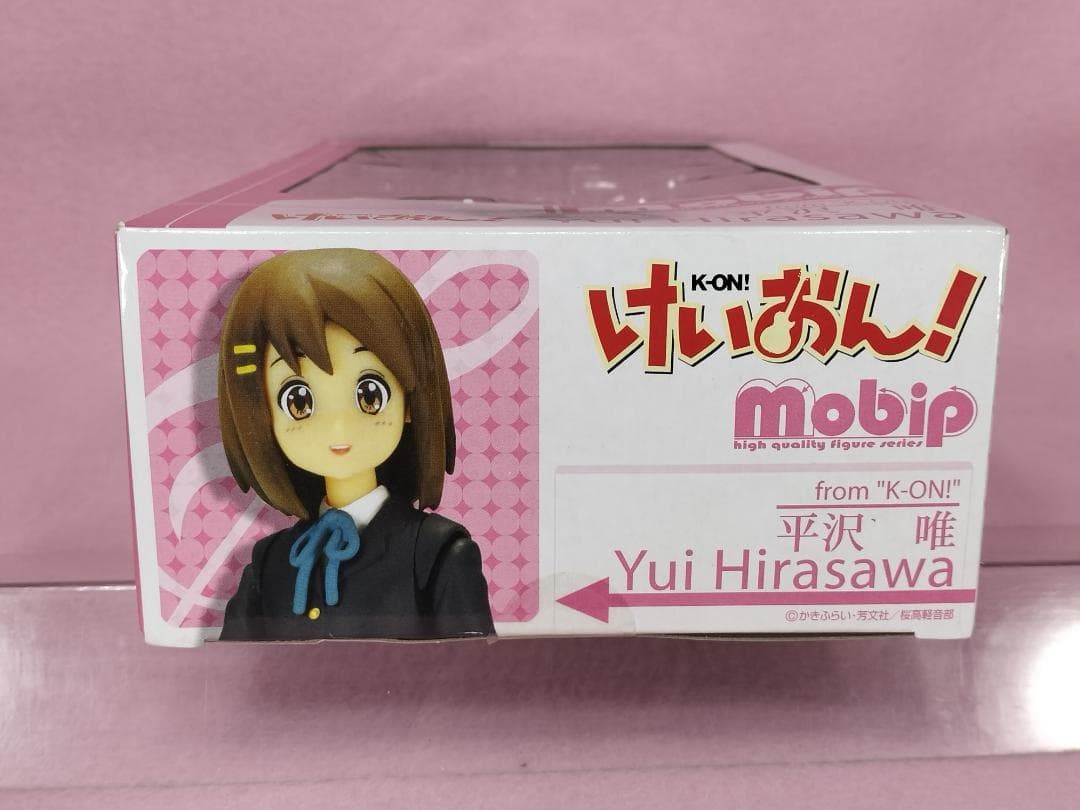 けいおん!
K-ON!
mobip
high quality figure series
from "K-ON!"
平沢 唯
Yui Hirasawa
©かきふらい・芳文社/桜高軽音部